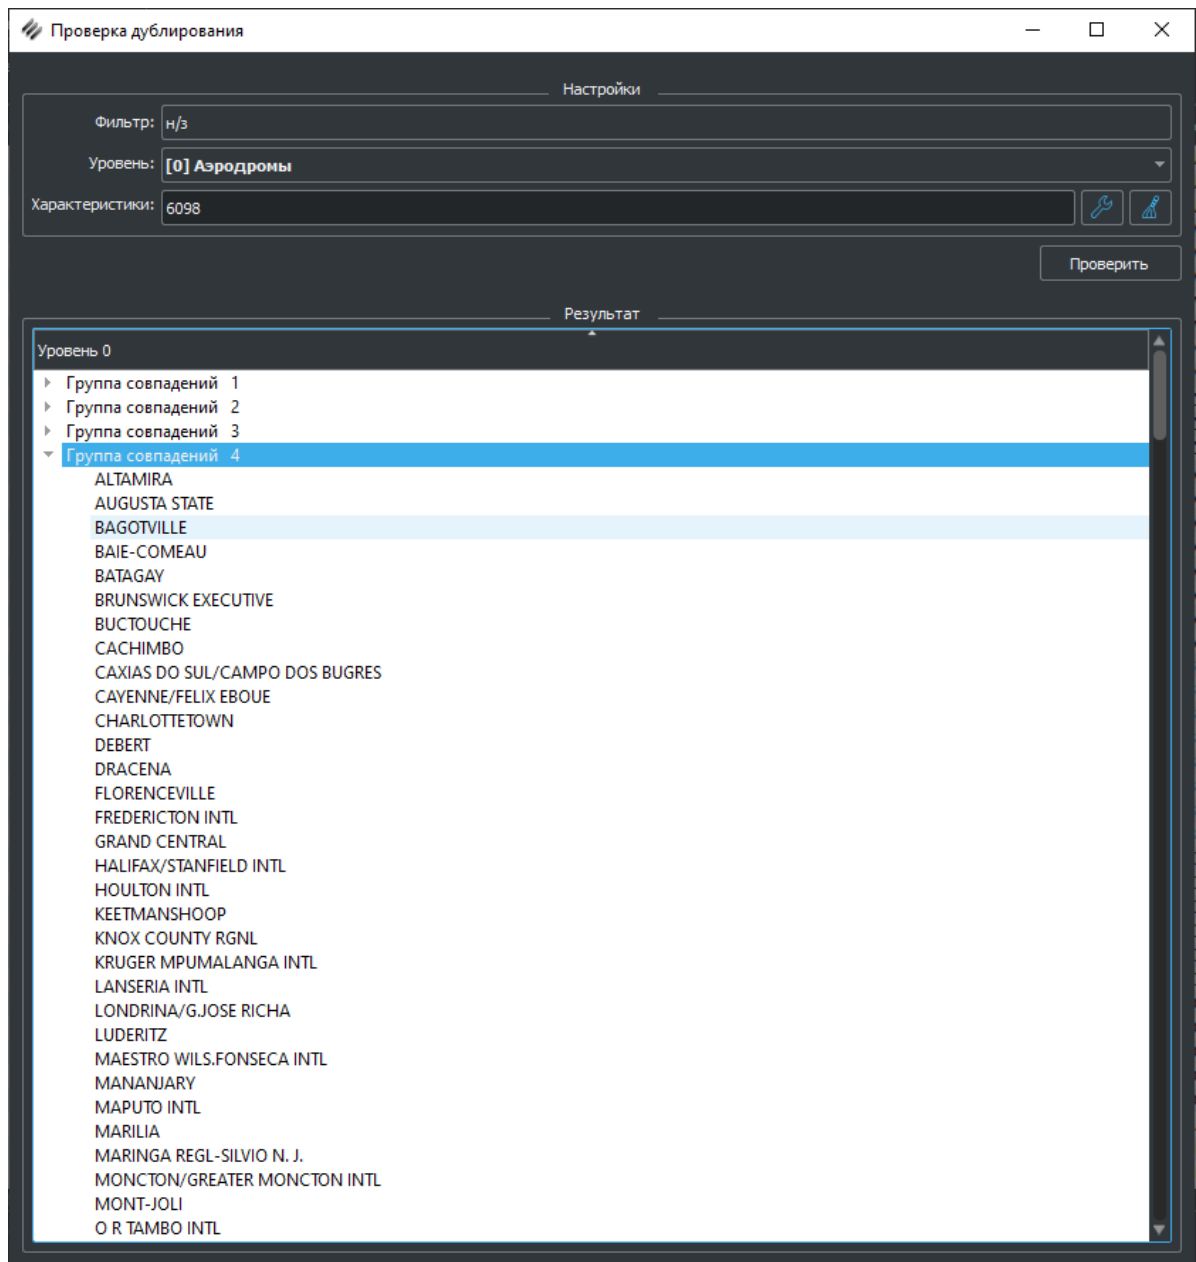 Проверка дублирования
Настройки
Фильтр: н/з
Уровень: [0] Аэродромы
Характеристики: 6098
Проверить
Результат
Уровень 0
Группа совпадений 1
Группа совпадений 2
Группа совпадений 3
Группа совпадений 4
ALTAMIRA
AUGUSTA STATE
BAGOTVILLE
BAIE-COMEAU
BATAGAY
BRUNSWICK EXECUTIVE
BUCTOUCHE
CACHIMBO
CAXIAS DO SUL/CAMPO DOS BUGRES
CAYENNE/FELIX EBOUE
CHARLOTTETOWN
DEBERT
DRACENA
FLORENCEVILLE
FREDERICTON INTL
GRAND CENTRAL
HALIFAX/STANFIELD INTL
HOULTON INTL
KEETMANSHOOP
KNOX COUNTY RGNL
KRUGER MPUMALANGA INTL
LANSERIA INTL
LONDRINA/G.JOSE RICHA
LUDERITZ
MAESTRO WILS.FONSECA INTL
MANANJARY
MAPUTO INTL
MARILIA
MARINGA REGL-SILVIO N. J.
MONCTON/GREATER MONCTON INTL
MONT-JOLI
O R TAMBO INTL